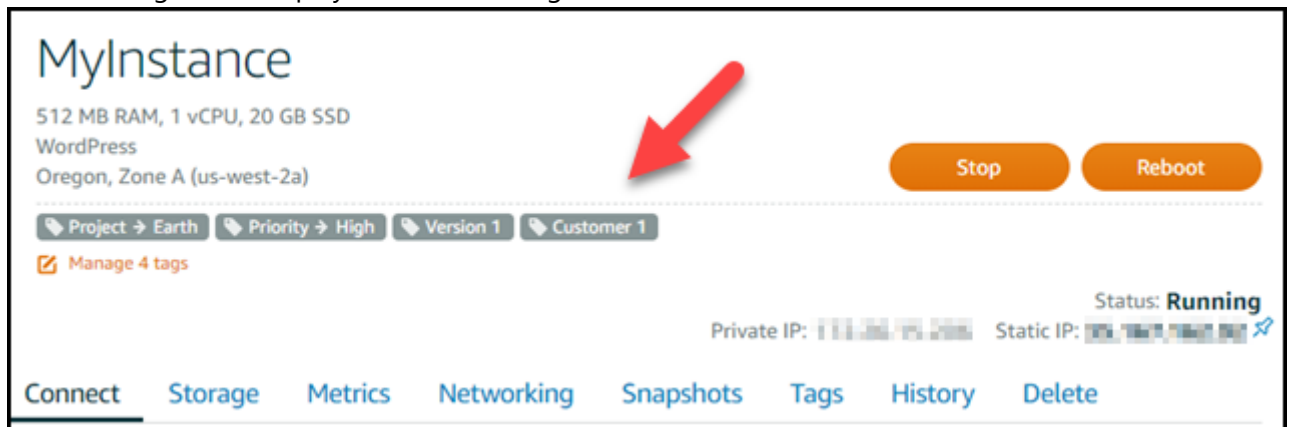 MyInstance
512 MB RAM, 1 vCPU, 20 GB SSD
WordPress
Oregon, Zone A (us-west-2a)
Stop Reboot
Project → Earth Priority → High Version 1 Customer 1
Manage 4 tags
Status: Running
Private IP: Static IP:
Connect Storage Metrics Networking Snapshots Tags History Delete